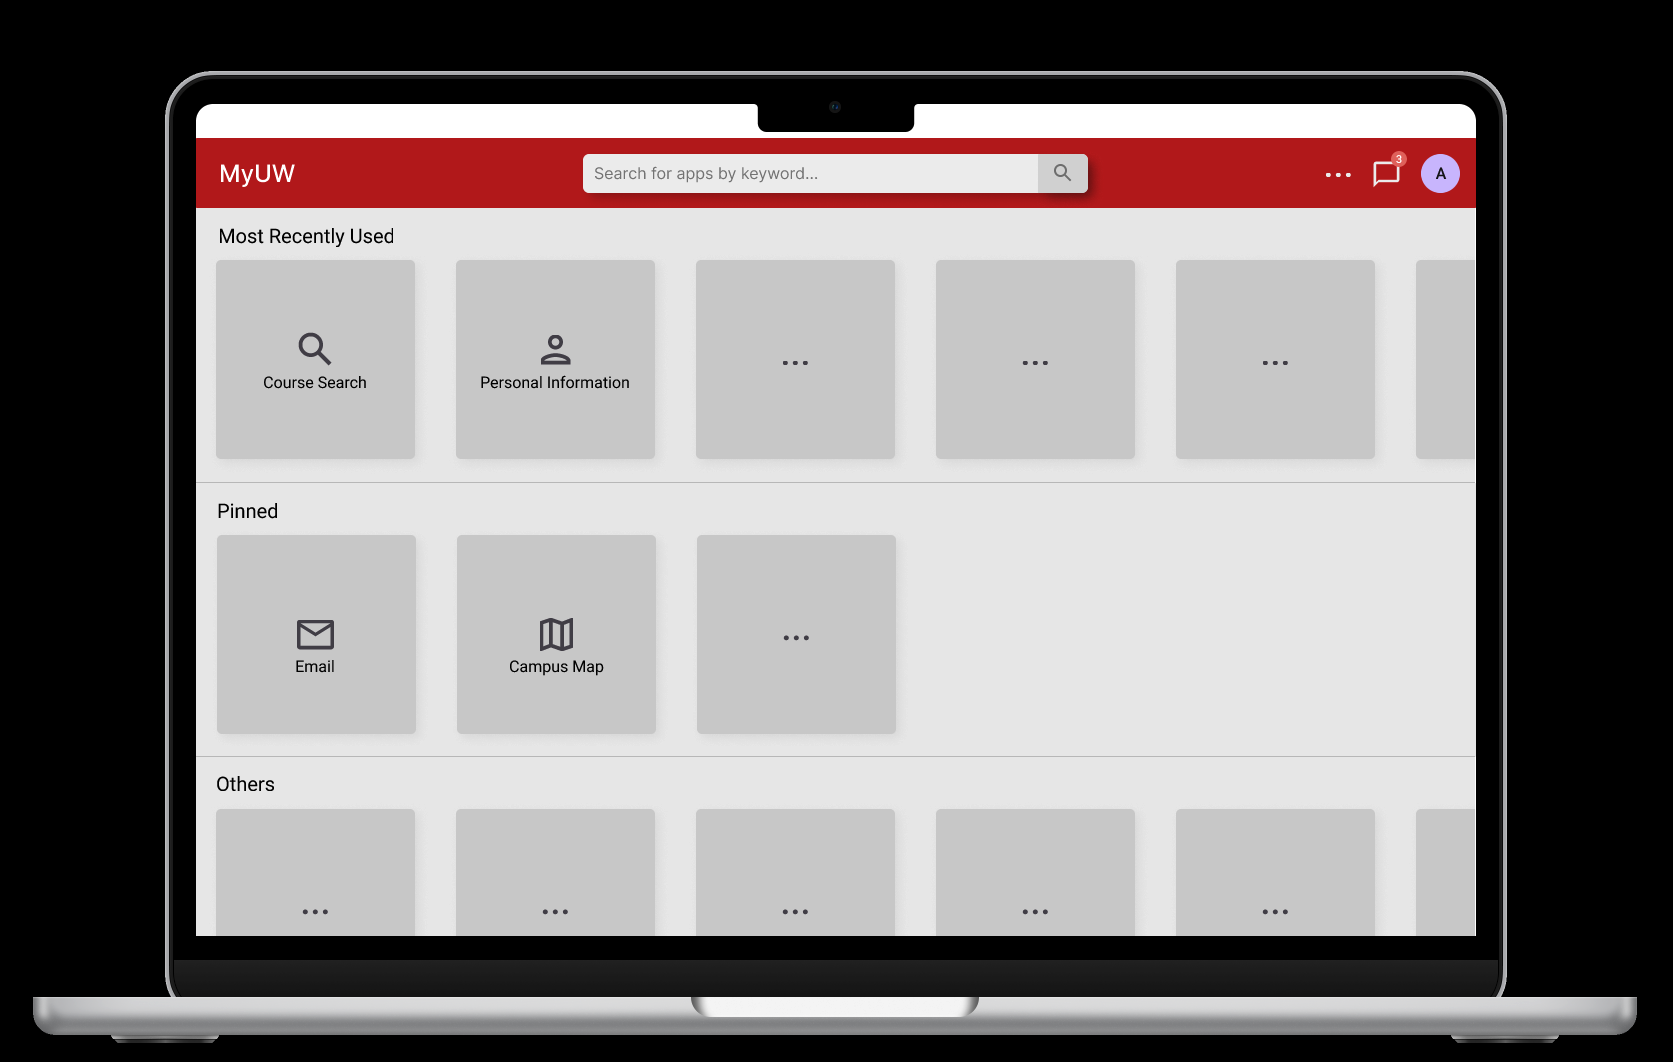 MyUW
Search for apps by keyword...
3
A
Most Recently Used
Course Search
Personal Information
...
...
...
Pinned
Email
Campus Map
...
Others
...
...
...
...
...